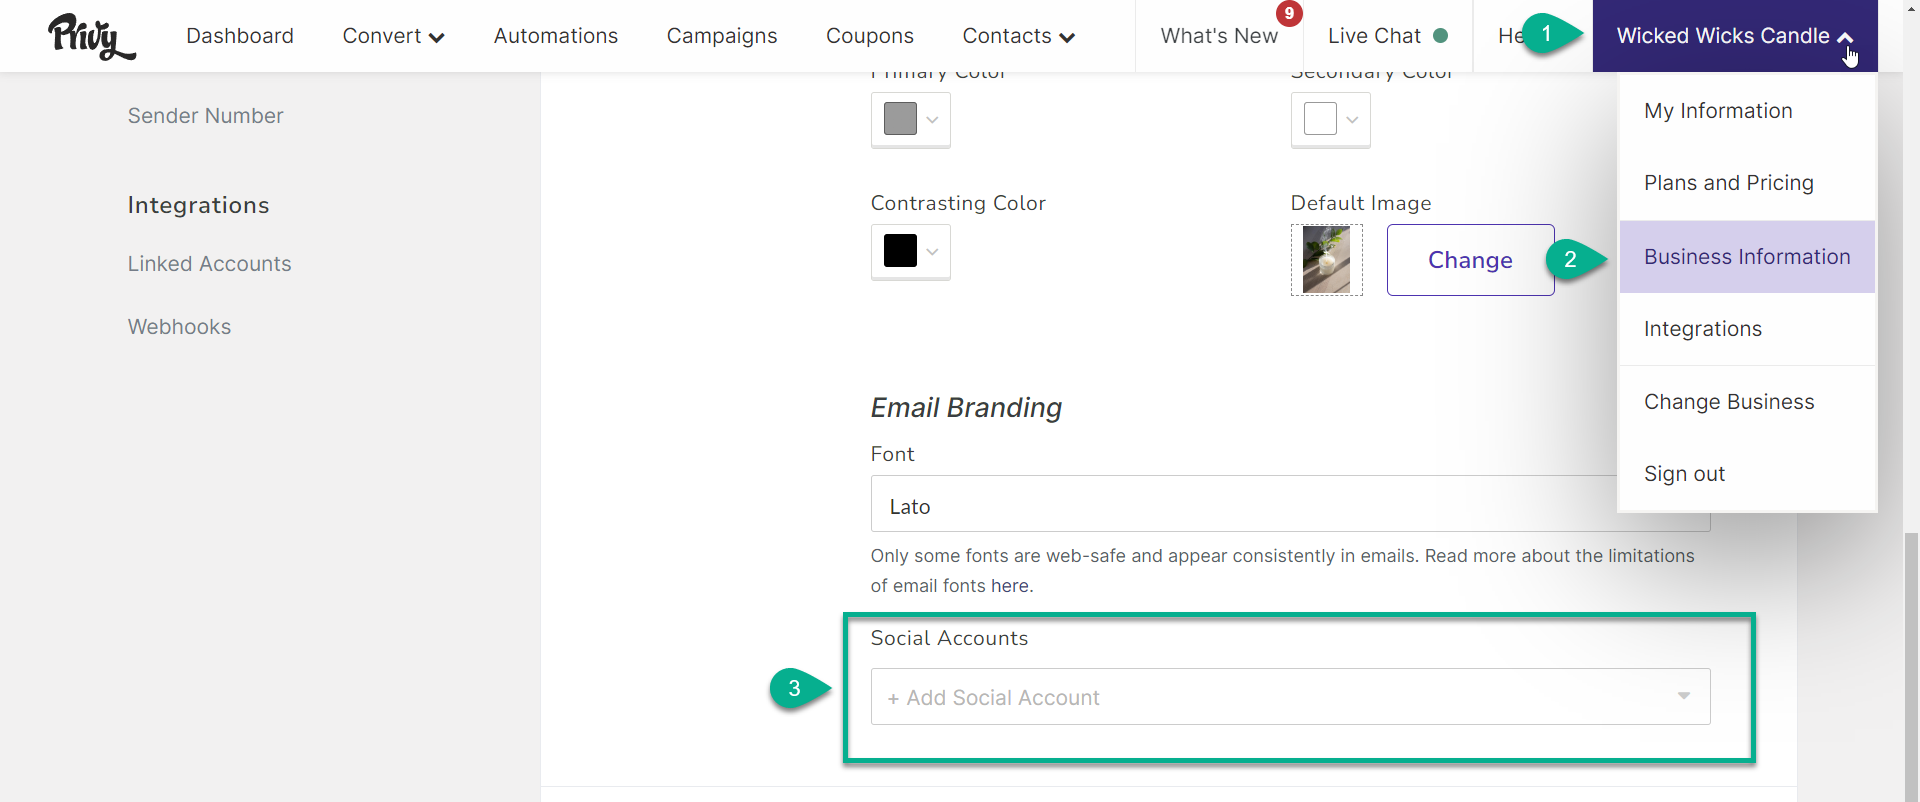 Privy
Dashboard
Convert
Automations
Campaigns
Coupons
Contacts
What's New
9
Live Chat
He
1
Wicked Wicks Candle
My Information
Plans and Pricing
2
Business Information
Integrations
Change Business
Sign out
Sender Number
Integrations
Linked Accounts
Webhooks
Primary Color
Secondary Color
Contrasting Color
Default Image
Change
Email Branding
Font
Lato
Only some fonts are web-safe and appear consistently in emails. Read more about the limitations
of email fonts here.
Social Accounts
3
+ Add Social Account